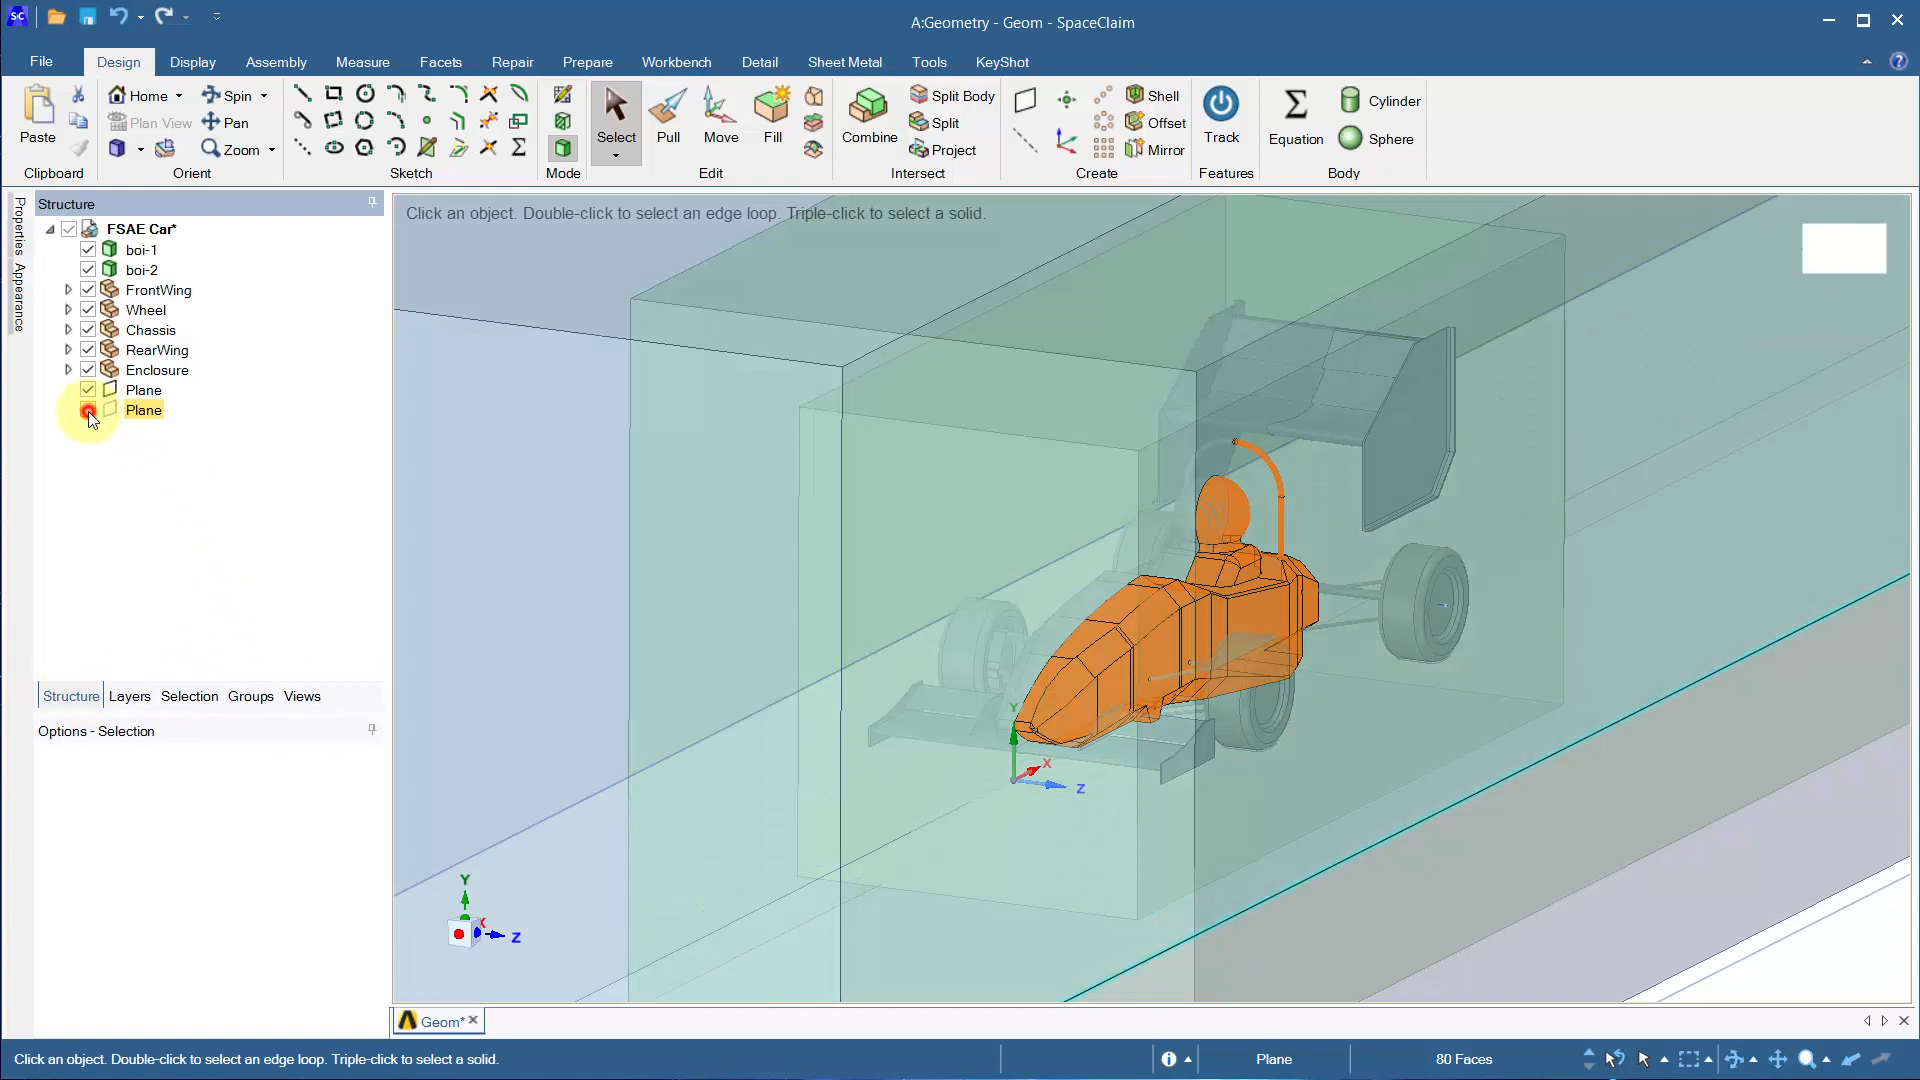 SC
A:Geometry - Geom - SpaceClaim
File Design Display Assembly Measure Facets Repair Prepare Workbench Detail Sheet Metal Tools KeyShot
Paste
Clipboard
Home Spin
Plan View Pan
Zoom
Orient
Sketch
Mode
Select Pull Move Fill
Edit
Combine Split Body
Split
Project
Intersect
Shell
Offset
Mirror
Create
Track
Features
Equation Cylinder
Sphere
Body
Properties
Appearance
Structure
FSAE Car*
boi-1
boi-2
FrontWing
Wheel
Chassis
RearWing
Enclosure
Plane
Plane
Structure Layers Selection Groups Views
Options - Selection
Click an object. Double-click to select an edge loop. Triple-click to select a solid.
Y
X
Z
Y
X
Z
Geom*
Click an object. Double-click to select an edge loop. Triple-click to select a solid.
Plane
80 Faces